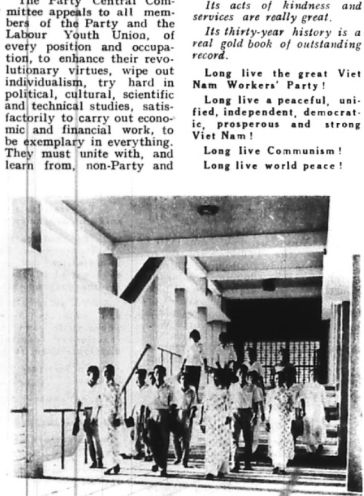 The Party Central Com-
mittee appeals to all mem-
bers of the Party and the
Labour Youth Union, of
every position and occupa-
tion, to enhance their revo-
lutionary virtues, wipe out
individualism, try hard in
political, cultural, scientific
and technical studies, satis-
factorily to carry out econo-
mic and financial work, to
be exemplary in everything.
They must unite with, and
learn from, non-Party and
Its acts of kindness and
services are really great.
Its thirty-year history is a
real gold book of outstanding
record.
Long live the great Viet
Nam Workers' Party !
Long live a peaceful, uni-
fied, independent, democrat-
ic, prosperous and strong
Viet Nam !
Long live Communism !
Long live world peace !